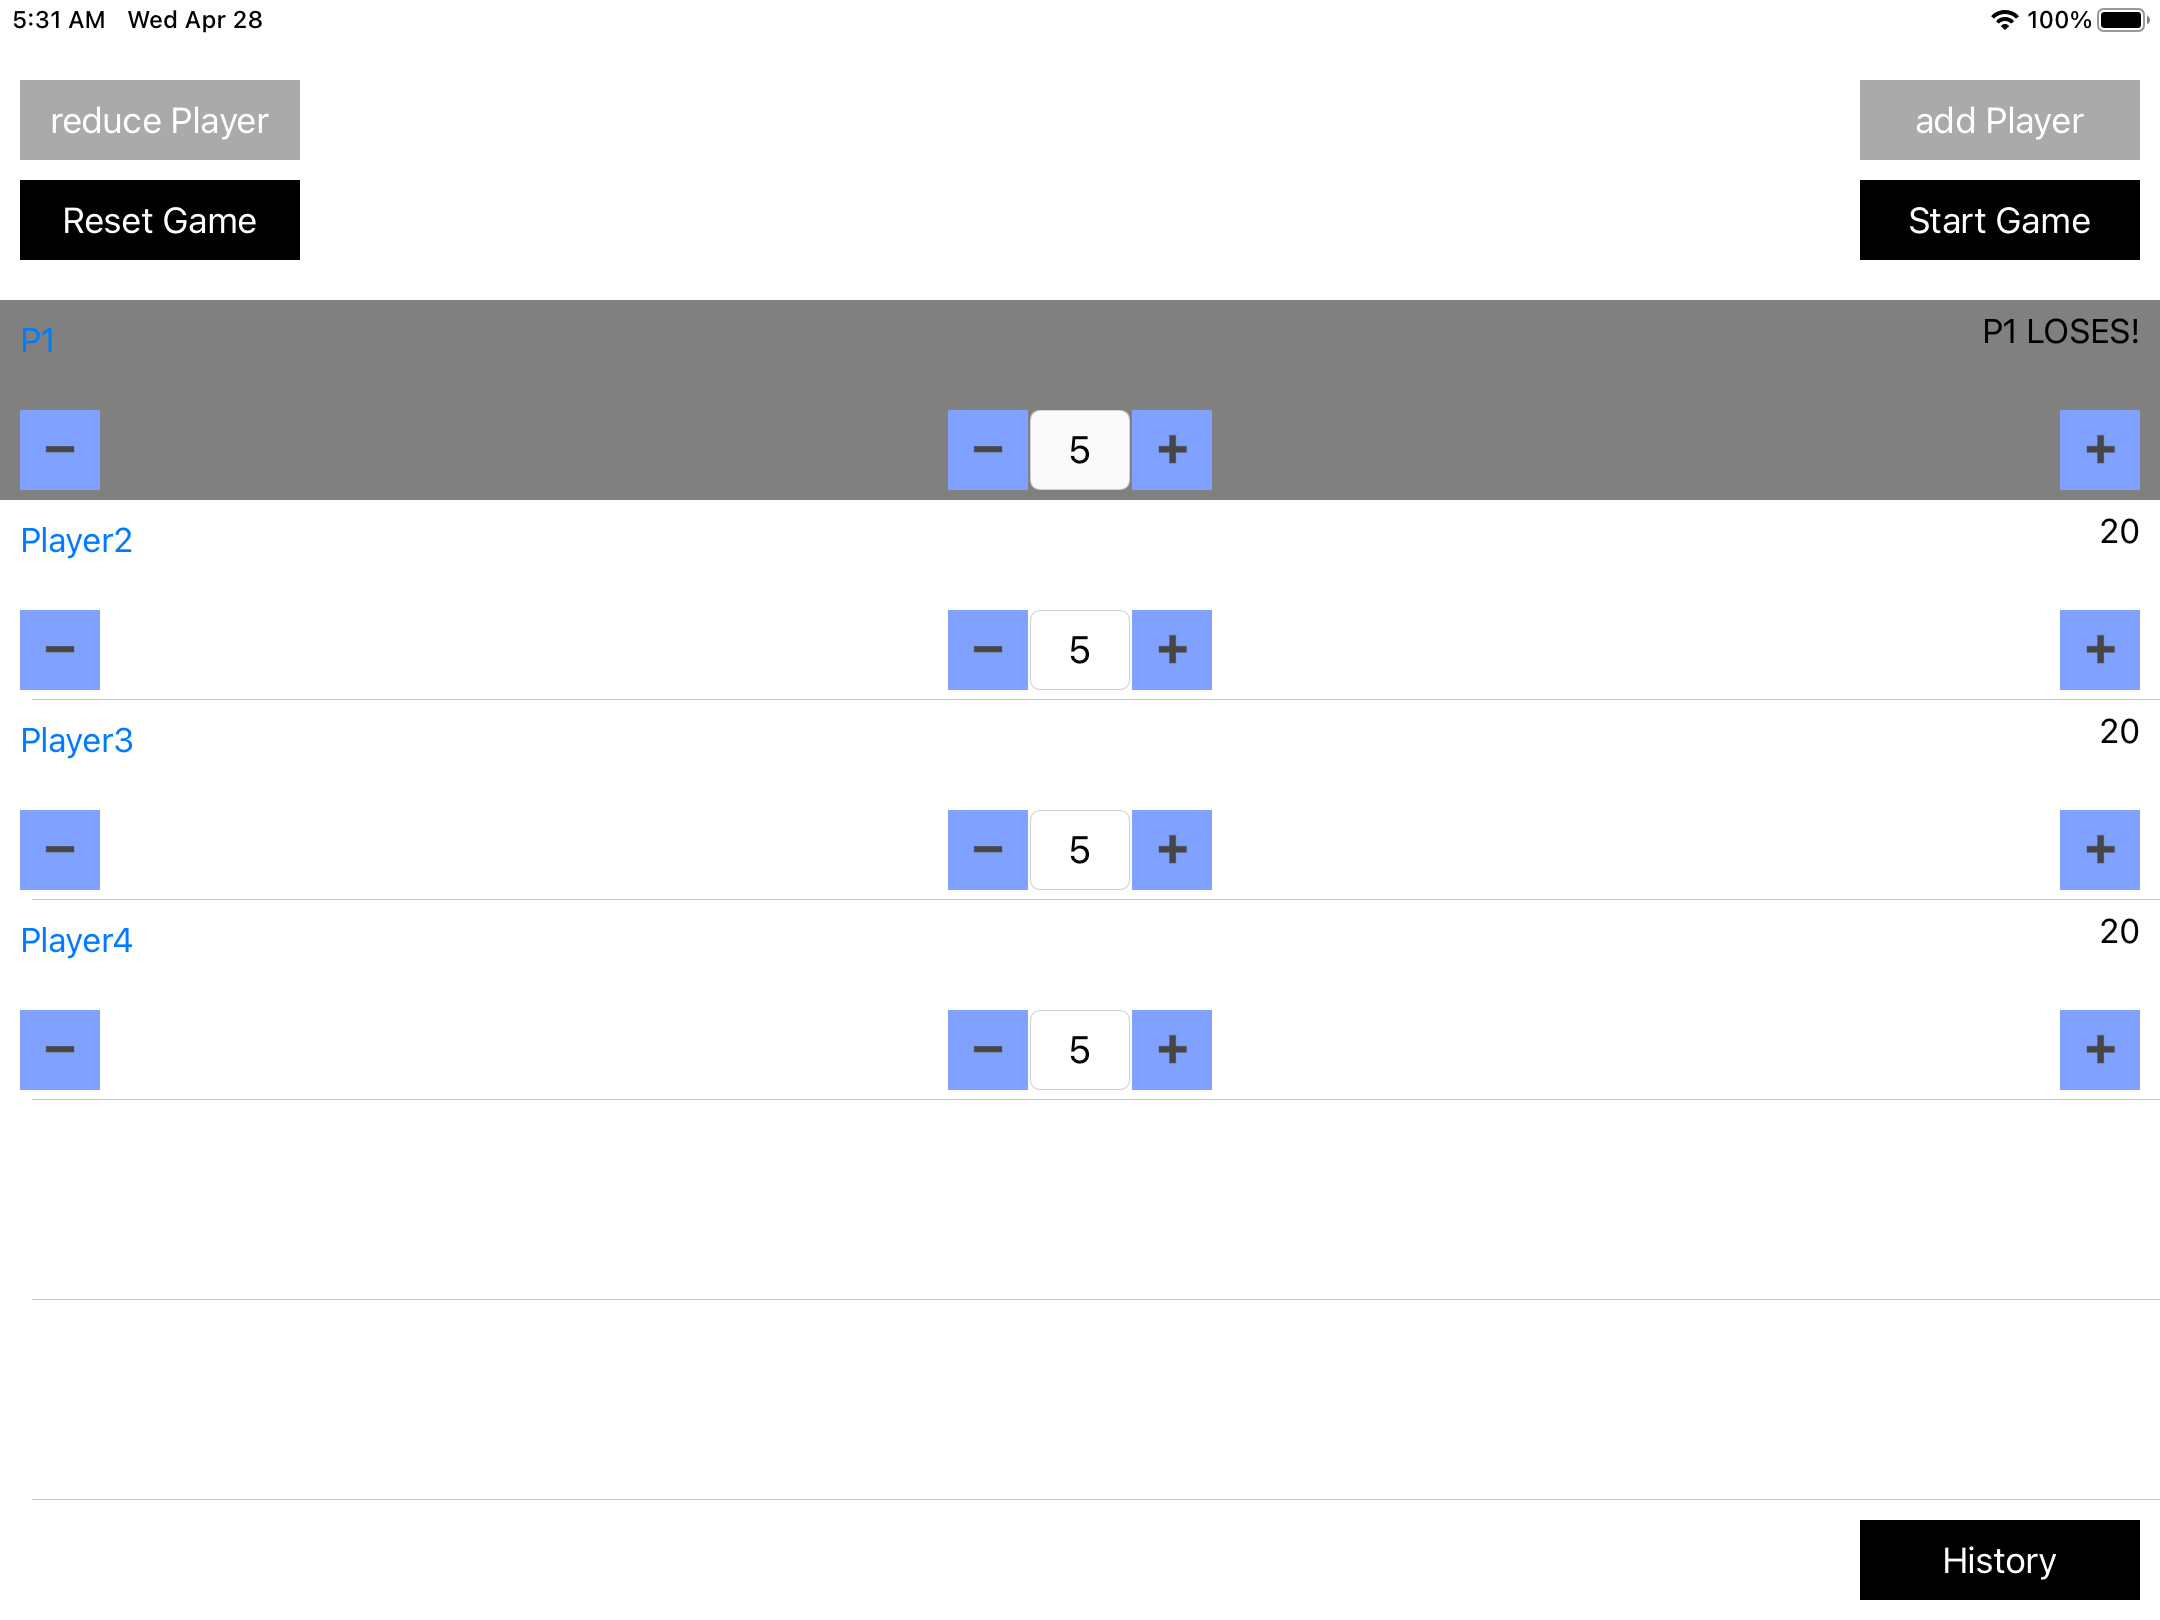 5:31 AM Wed Apr 28 100%
reduce Player add Player
Reset Game Start Game
P1 P1 LOSES!
− − 5 + +
Player2 20
− − 5 + +
Player3 20
− − 5 + +
Player4 20
− − 5 + +
History